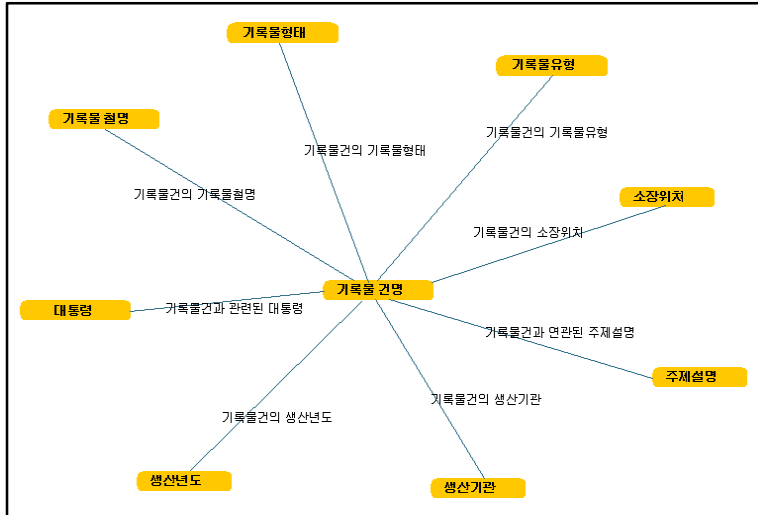 기록물형태
기록물유형
기록물 철명
기록물건의 기록물유형
기록물건의 기록물형태
기록물건의 기록물철명
소장위치
기록물건의 소장위치
기록물 건명
대통령
기록물건과 관련된 대통령
기록물건과 연관된 주제설명
주제설명
기록물건의 생산기관
기록물건의 생산년도
생산년도
생산기관